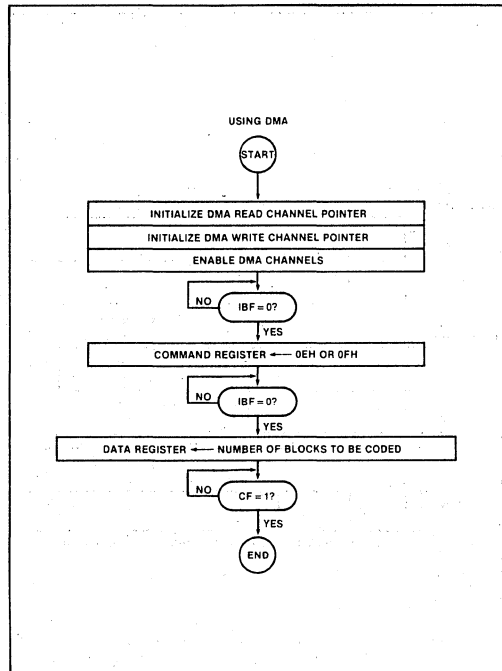 USING DMA
START
INITIALIZE DMA READ CHANNEL POINTER
INITIALIZE DMA WRITE CHANNEL POINTER
ENABLE DMA CHANNELS
NO
IBF = 0?
YES
COMMAND REGISTER ← 0EH OR 0FH
NO
IBF = 0?
YES
DATA REGISTER ← NUMBER OF BLOCKS TO BE CODED
NO
CF = 1?
YES
END